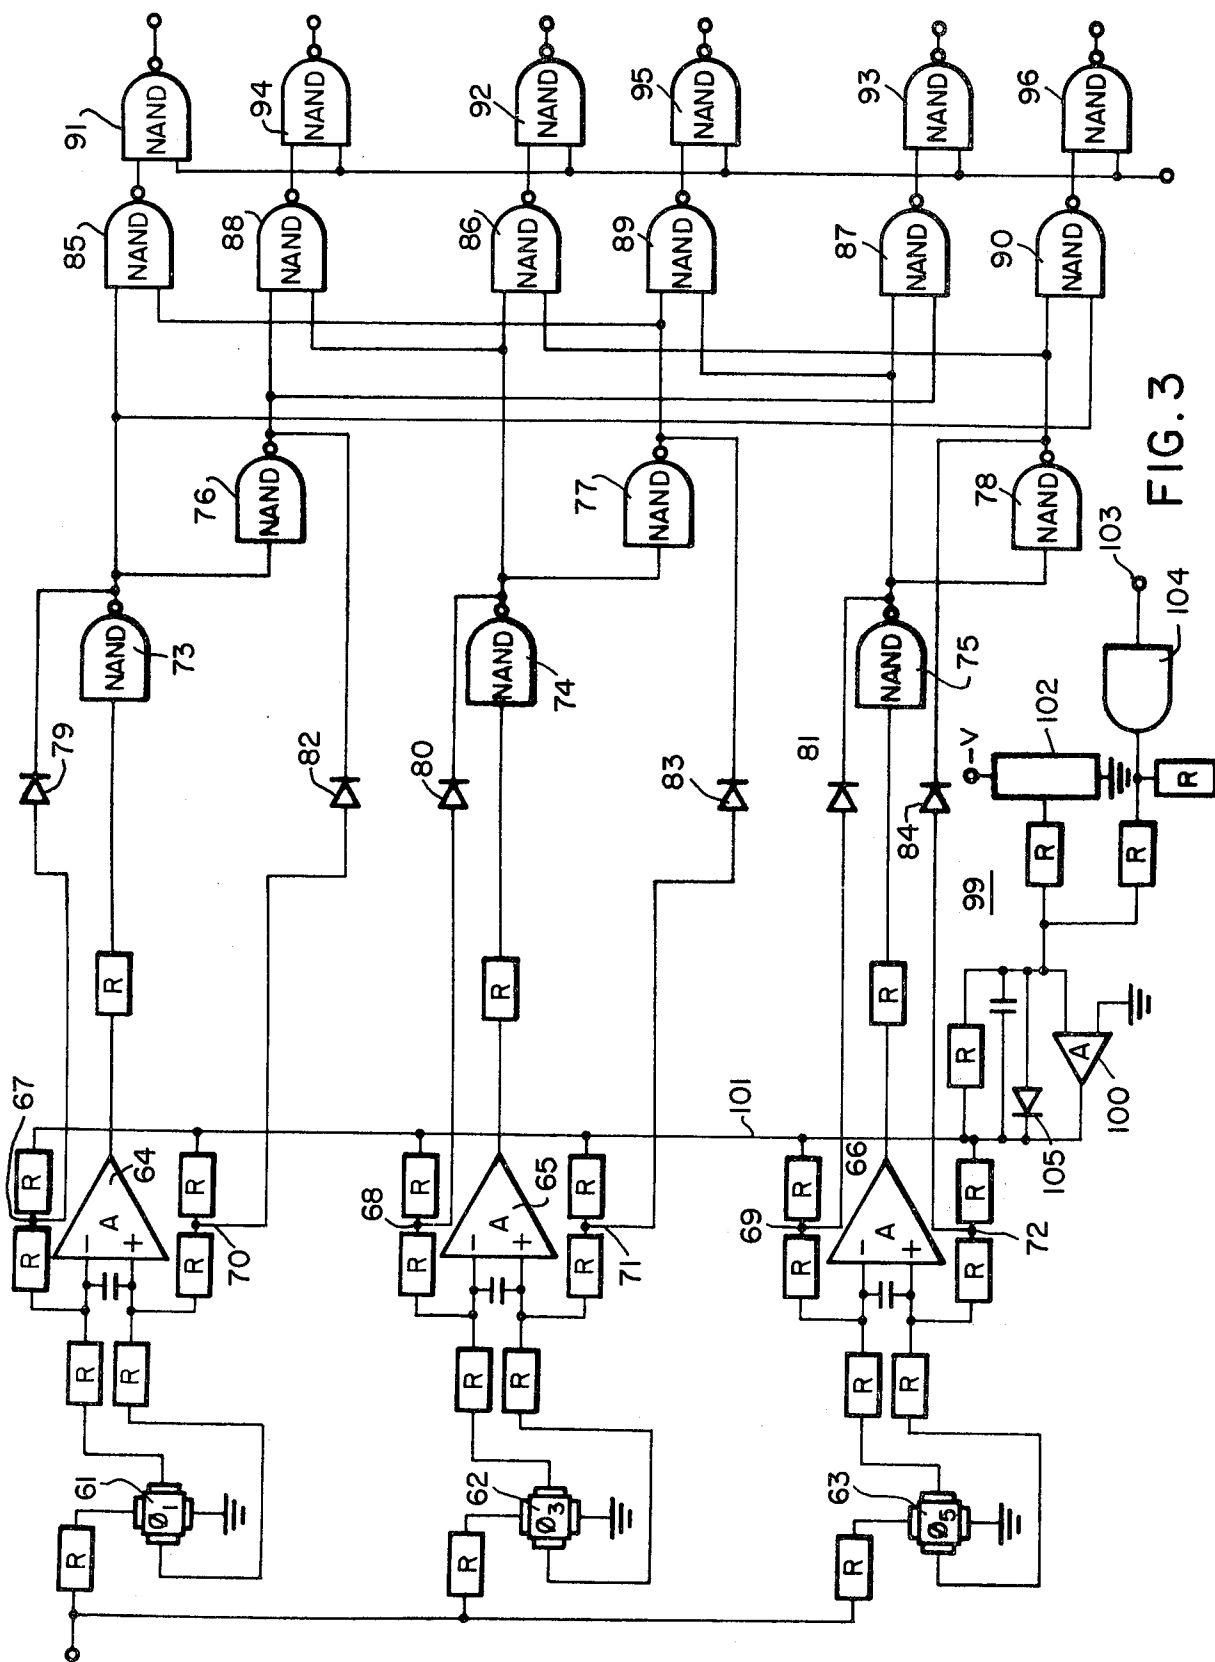 91
NAND
94
NAND
92
NAND
95
NAND
93
NAND
96
NAND
85
NAND
88
NAND
86
NAND
89
NAND
87
NAND
90
NAND
76
NAND
77
NAND
78
NAND
FIG. 3
73
NAND
74
NAND
75
NAND
103
104
79
82
80
83
81
84
-V
102
R
R
R
99
R
R
R
67
R
R
64
A
-
+
R
R
70
68
R
R
65
A
-
+
R
R
71
101
69
R
R
66
A
-
+
R
R
72
R
A
100
105
R
R
R
R
R
R
61
Ø1
R
62
Ø3
R
63
Ø5
R